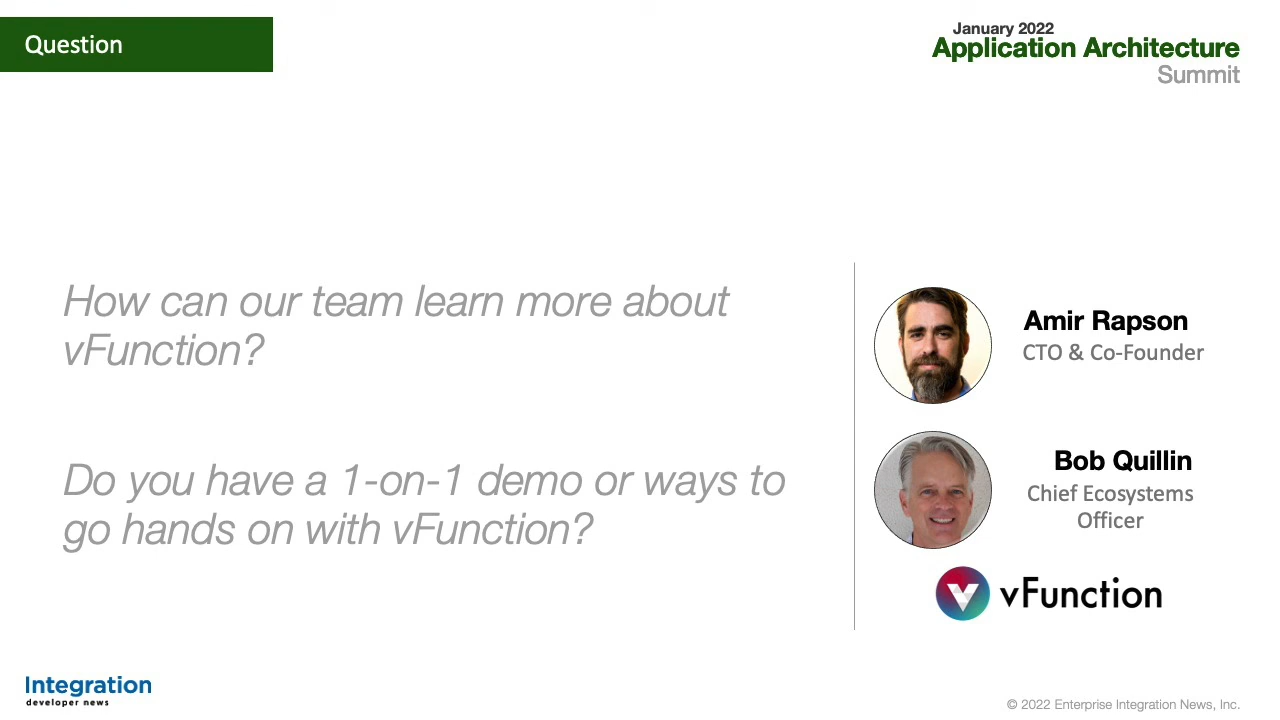 Question
January 2022
Application Architecture
Summit
How can our team learn more about
vFunction?
Do you have a 1-on-1 demo or ways to
go hands on with vFunction?
Amir Rapson
CTO & Co-Founder
Bob Quillin
Chief Ecosystems
Officer
vFunction
Integration
developer news
© 2022 Enterprise Integration News, Inc.